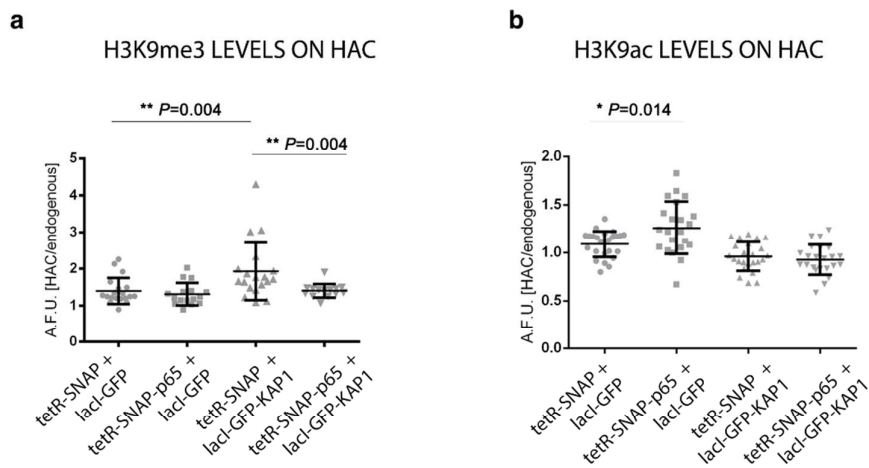 a
H3K9me3 LEVELS ON HAC
** P=0.004
** P=0.004
A.F.U. [HAC/endogenous]
5
4
3
2
1
0
tetR-SNAP +
lacI-GFP
tetR-SNAP-p65 +
lacI-GFP
tetR-SNAP +
lacI-GFP-KAP1
tetR-SNAP-p65 +
lacI-GFP-KAP1
b
H3K9ac LEVELS ON HAC
* P=0.014
A.F.U. [HAC/endogenous]
2.0
1.5
1.0
0.5
0.0
tetR-SNAP +
lacI-GFP
tetR-SNAP-p65 +
lacI-GFP
tetR-SNAP +
lacI-GFP-KAP1
tetR-SNAP-p65 +
lacI-GFP-KAP1